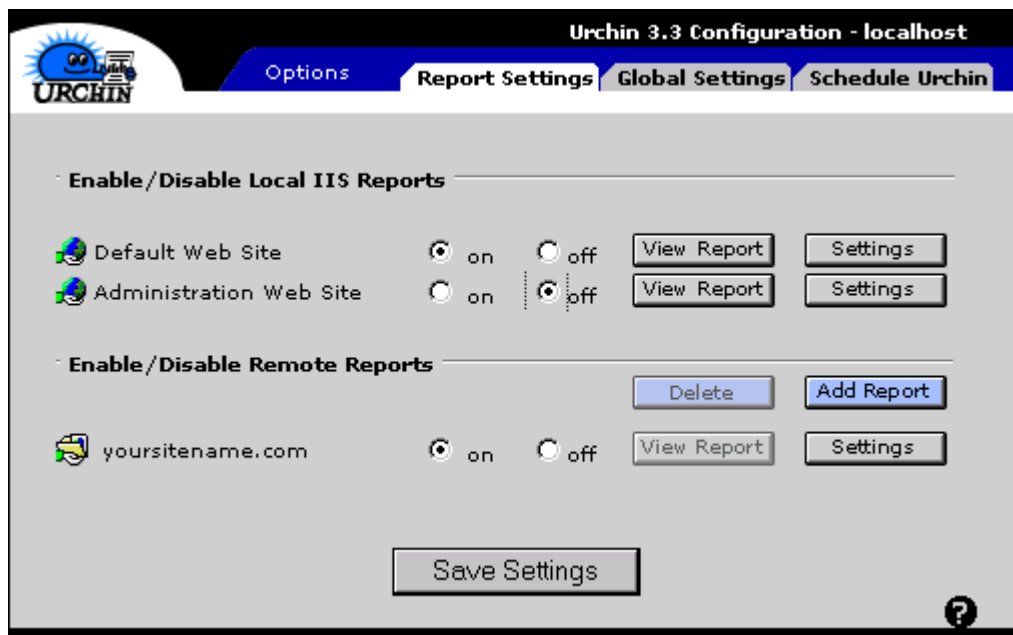 Urchin 3.3 Configuration - localhost
URCHIN
Options Report Settings Global Settings Schedule Urchin
Enable/Disable Local IIS Reports
Default Web Site on off View Report Settings
Administration Web Site on off View Report Settings
Enable/Disable Remote Reports
Delete Add Report
yoursitename.com on off View Report Settings
Save Settings
?